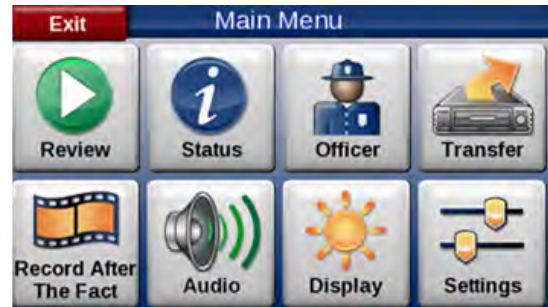 Exit
Main Menu
Review
Status
Officer
Transfer
Record After
The Fact
Audio
Display
Settings